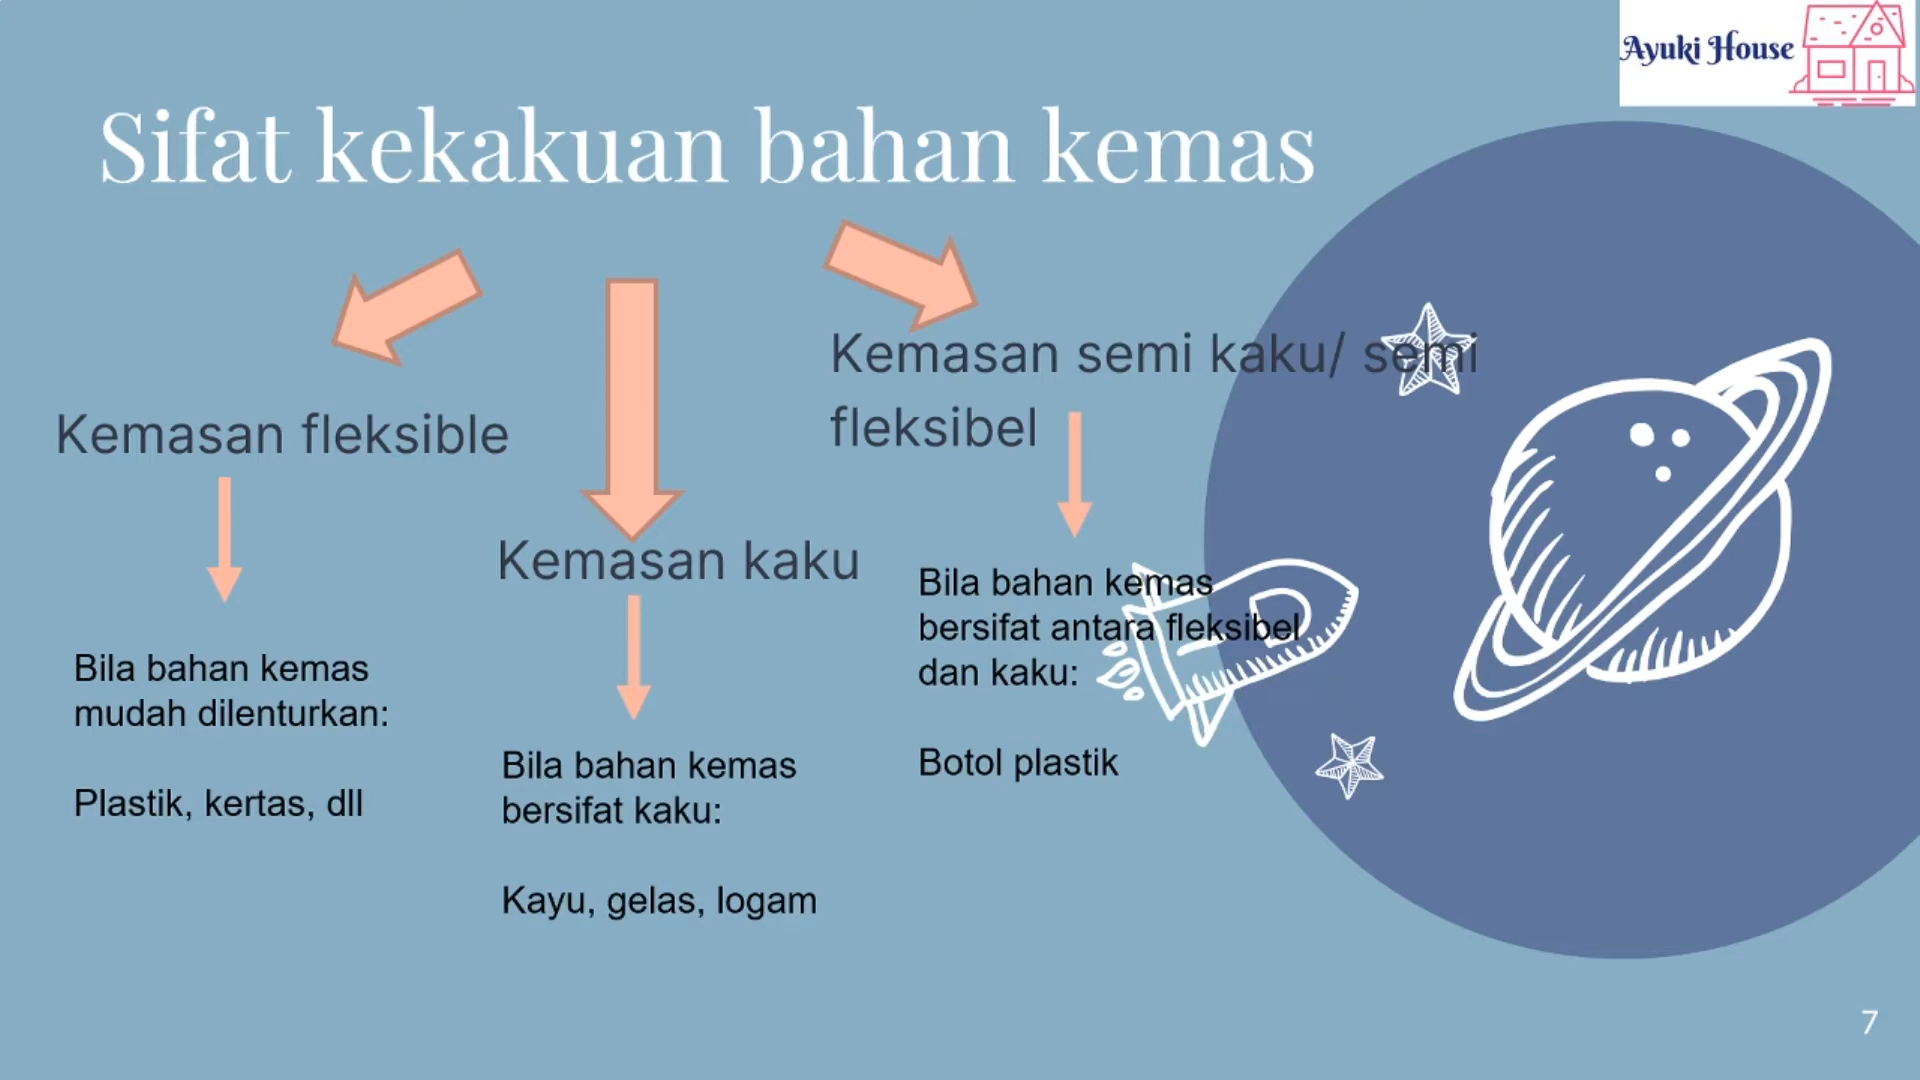 Ayuki House
Sifat kekakuan bahan kemas
Kemasan fleksible
Bila bahan kemas
mudah dilenturkan:
Plastik, kertas, dll
Kemasan kaku
Bila bahan kemas
bersifat kaku:
Kayu, gelas, logam
Kemasan semi kaku/ semi
fleksibel
Bila bahan kemas
bersifat antara fleksibel
dan kaku:
Botol plastik
7